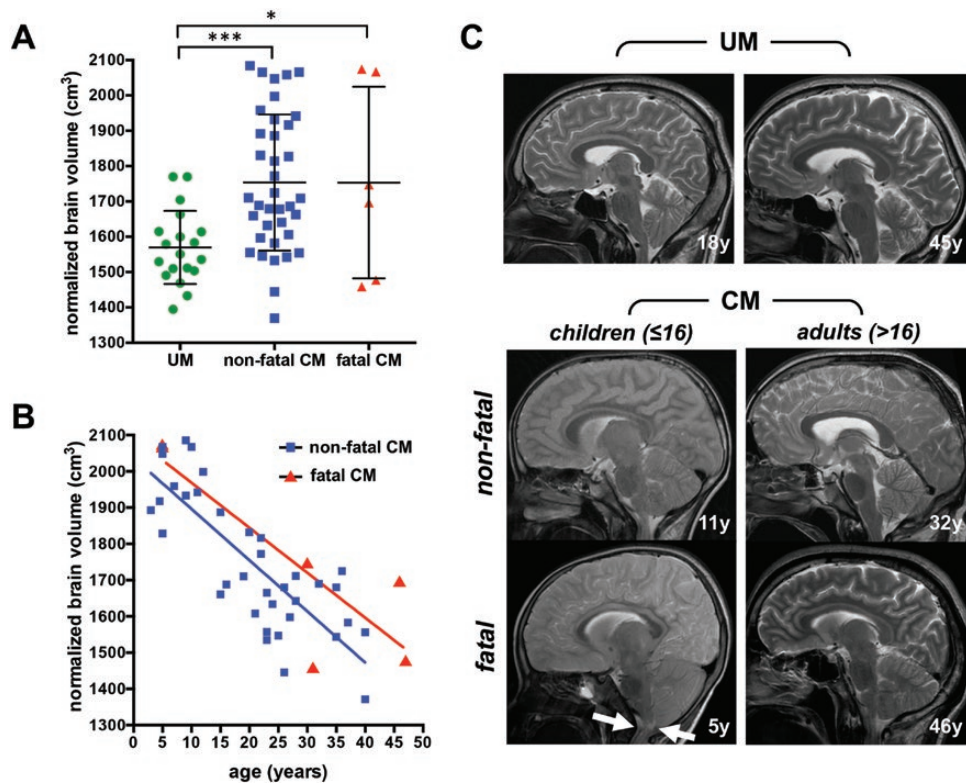 A
*
***
normalized brain volume (cm³)
2100
2000
1900
1800
1700
1600
1500
1400
1300
UM
non-fatal CM
fatal CM
B
normalized brain volume (cm³)
2100
2000
1900
1800
1700
1600
1500
1400
1300
non-fatal CM
fatal CM
0 5 10 15 20 25 30 35 40 45 50
age (years)
C
UM
18y
45y
CM
children (≤16)
adults (>16)
non-fatal
11y
32y
fatal
5y
46y